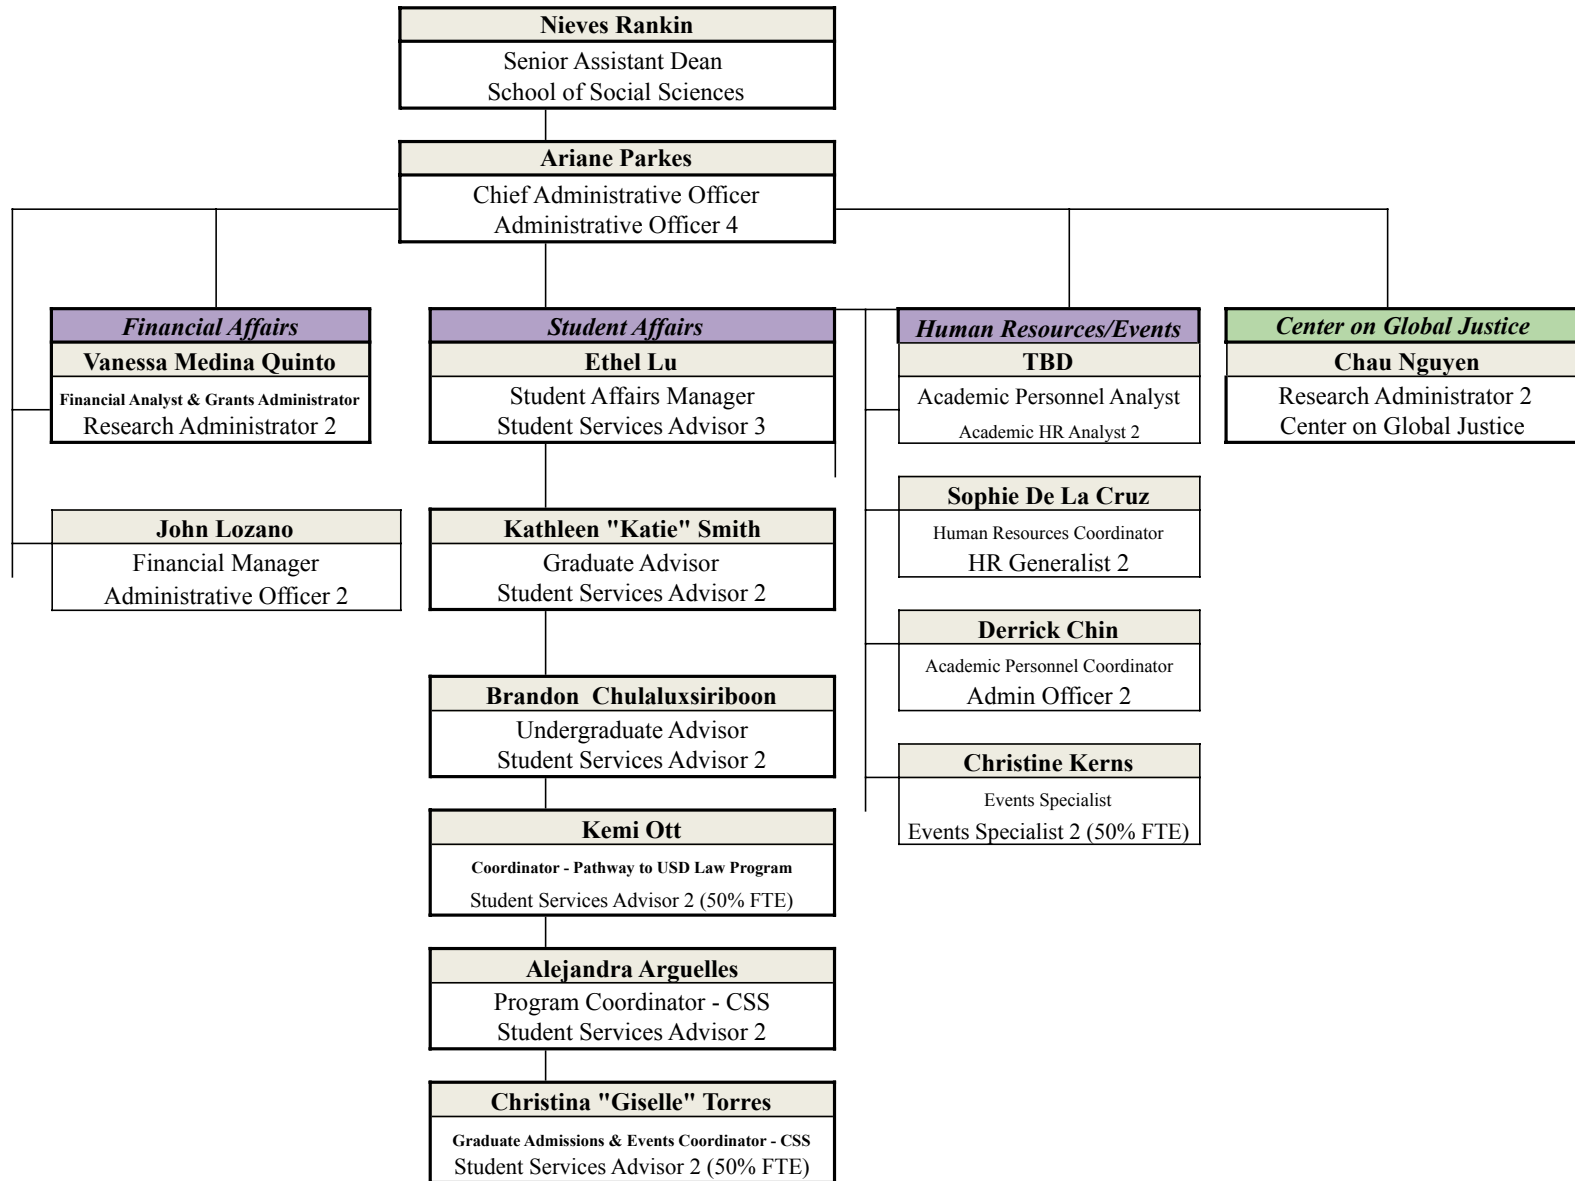 Nieves Rankin
Senior Assistant Dean
School of Social Sciences
Ariane Parkes
Chief Administrative Officer
Administrative Officer 4
Financial Affairs
Vanessa Medina Quinto
Financial Analyst & Grants Administrator
Research Administrator 2
John Lozano
Financial Manager
Administrative Officer 2
Student Affairs
Ethel Lu
Student Affairs Manager
Student Services Advisor 3
Kathleen "Katie" Smith
Graduate Advisor
Student Services Advisor 2
Brandon  Chulaluxsiriboon
Undergraduate Advisor
Student Services Advisor 2
Kemi Ott
Coordinator - Pathway to USD Law Program
Student Services Advisor 2 (50% FTE)
Alejandra Arguelles
Program Coordinator - CSS
Student Services Advisor 2
Christina "Giselle" Torres
Graduate Admissions & Events Coordinator - CSS
Student Services Advisor 2 (50% FTE)
Human Resources/Events
TBD
Academic Personnel Analyst
Academic HR Analyst 2
Sophie De La Cruz
Human Resources Coordinator
HR Generalist 2
Derrick Chin
Academic Personnel Coordinator
Admin Officer 2
Christine Kerns
Events Specialist
Events Specialist 2 (50% FTE)
Center on Global Justice
Chau Nguyen
Research Administrator 2
Center on Global Justice